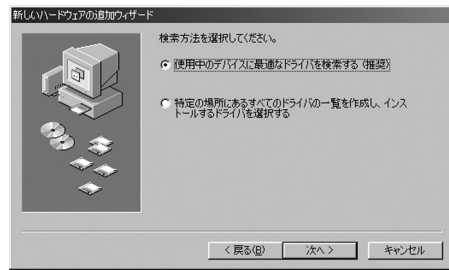 新しいハードウェアの追加ウィザード
検索方法を選択してください。
使用中のデバイスに最適なドライバを検索する (推奨)
特定の場所にあるすべてのドライバの一覧を作成し、インス
トールするドライバを選択する
< 戻る(B)
次へ >
キャンセル